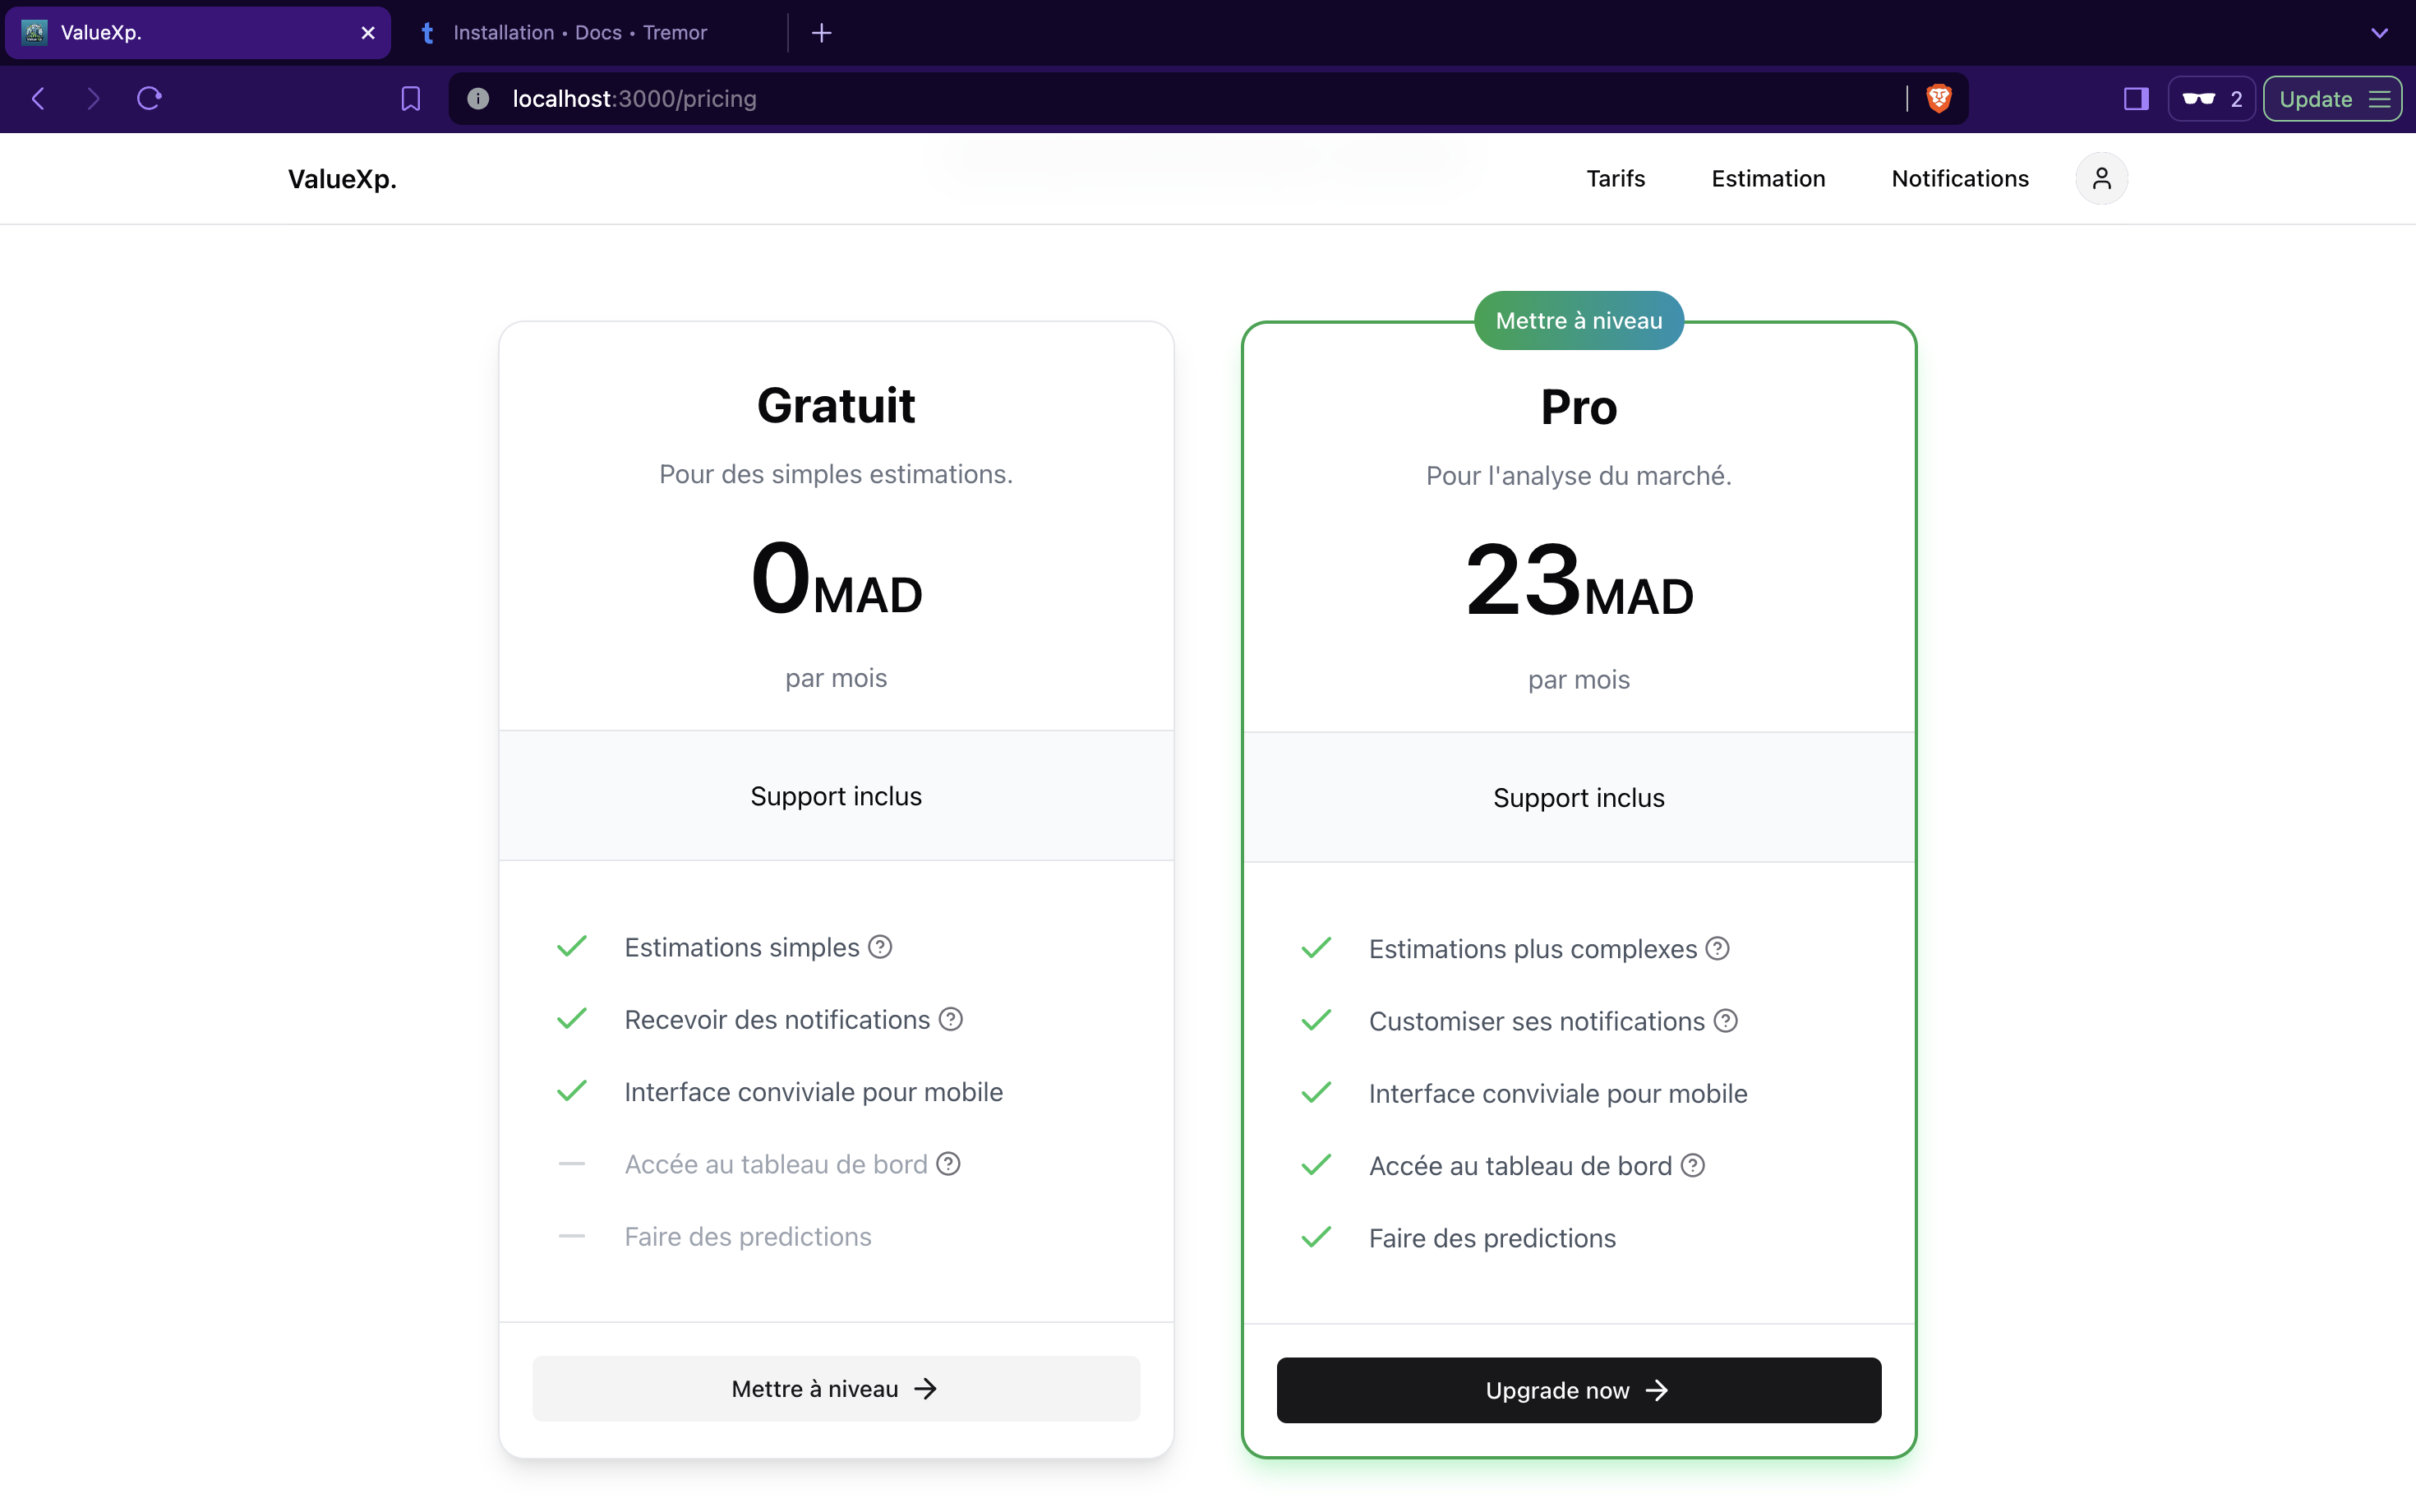 ValueXp.
Installation • Docs • Tremor
localhost:3000/pricing
2
Update
ValueXp.
Tarifs
Estimation
Notifications
Gratuit
Pour des simples estimations.
0MAD
par mois
Support inclus
Estimations simples
Recevoir des notifications
Interface conviviale pour mobile
Accée au tableau de bord
Faire des predictions
Mettre à niveau
Mettre à niveau
Pro
Pour l'analyse du marché.
23MAD
par mois
Support inclus
Estimations plus complexes
Customiser ses notifications
Interface conviviale pour mobile
Accée au tableau de bord
Faire des predictions
Upgrade now